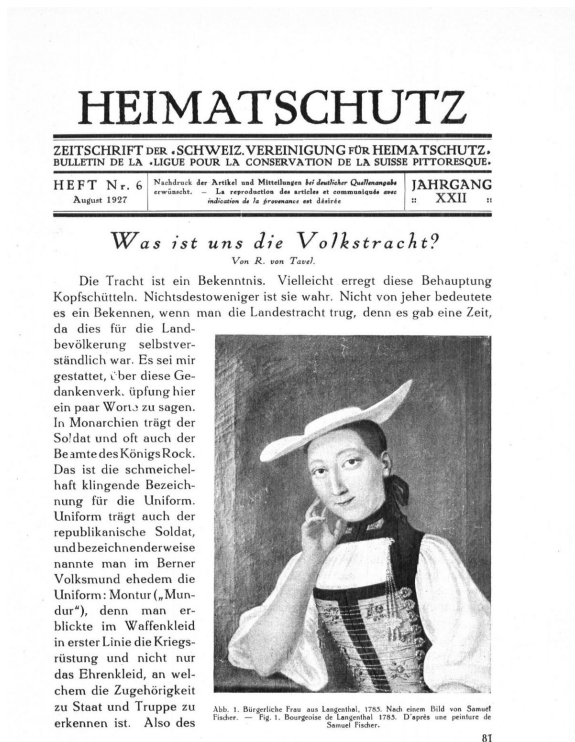 HEIMATSCHUTZ
ZEITSCHRIFT DER «SCHWEIZ. VEREINIGUNG FÜR HEIMATSCHUTZ»
BULLETIN DE LA «LIGUE POUR LA CONSERVATION DE LA SUISSE PITTORESQUE»
HEFT Nr. 6
August 1927
Nachdruck der Artikel und Mitteilungen bei deutlicher Quellenangabe
erwünscht. — La reproduction des articles et communiqués avec
indication de la provenance est désirée
JAHRGANG
:: XXII ::
Was ist uns die Volkstracht?
Von R. von Tavel.
Die Tracht ist ein Bekenntnis. Vielleicht erregt diese Behauptung
Kopfschütteln. Nichtsdestoweniger ist sie wahr. Nicht von jeher bedeutete
es ein Bekennen, wenn man die Landestracht trug, denn es gab eine Zeit,
da dies für die Land-
bevölkerung selbstver-
ständlich war. Es sei mir
gestattet, über diese Ge-
dankenverknüpfung hier
ein paar Worte zu sagen.
In Monarchien trägt der
Soldat und oft auch der
Beamte des Königs Rock.
Das ist die schmeichel-
haft klingende Bezeich-
nung für die Uniform.
Uniform trägt auch der
republikanische Soldat,
und bezeichnenderweise
nannte man im Berner
Volksmund ehedem die
Uniform: Montur („Mun-
dur“), denn man er-
blickte im Waffenkleid
in erster Linie die Kriegs-
rüstung und nicht nur
das Ehrenkleid, an wel-
chem die Zugehörigkeit
zu Staat und Truppe zu
erkennen ist. Also des
Abb. 1. Bürgerliche Frau aus Langenthal, 1785. Nach einem Bild von Samuel
Fischer. — Fig. 1. Bourgeoise de Langenthal 1785. D'après une peinture de
Samuel Fischer.
81